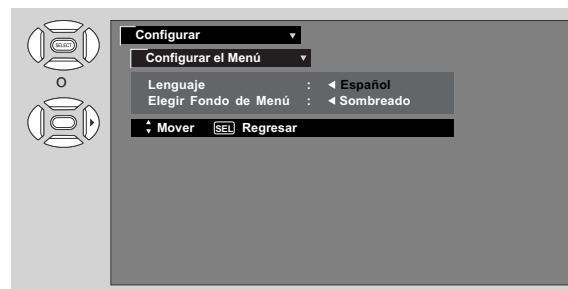 SELECT
O
Configurar ▼
Configurar el Menú ▼
Lenguaje : ◀ Español
Elegir Fondo de Menú : ◀ Sombreado
Mover SEL Regresar